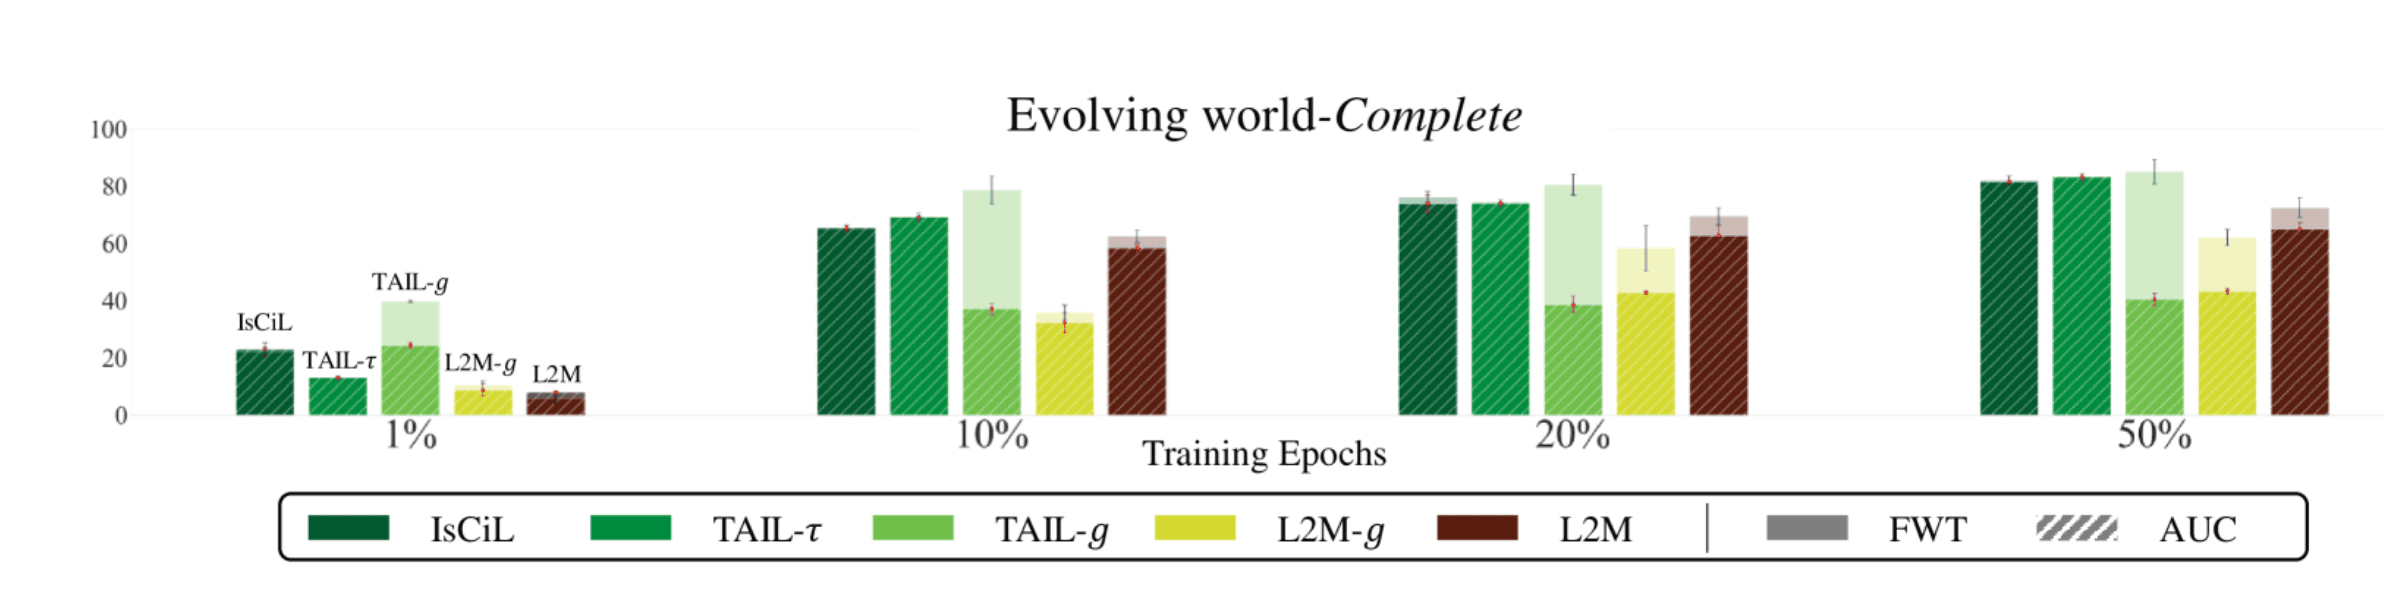 Evolving world-Complete
100
80
60
40
20
0
IsCiL
TAIL-τ
TAIL-g
L2M-g
L2M
1%
10%
20%
50%
Training Epochs
IsCiL TAIL-τ TAIL-g L2M-g L2M FWT AUC